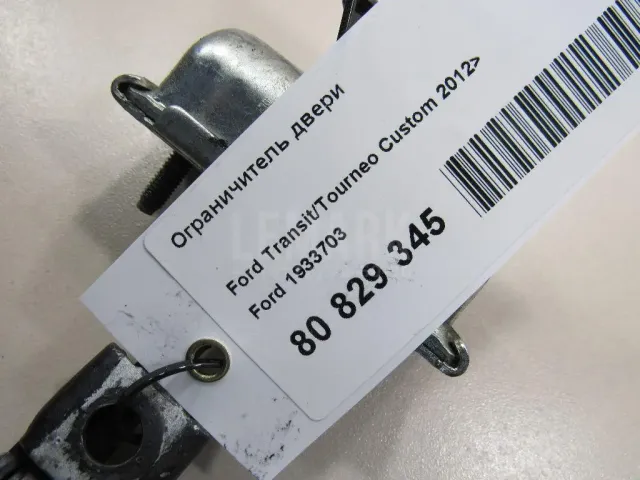 Ограничитель двери
Ford Transit/Tourneo Custom 2012>
Ford 1933703
80 829 345